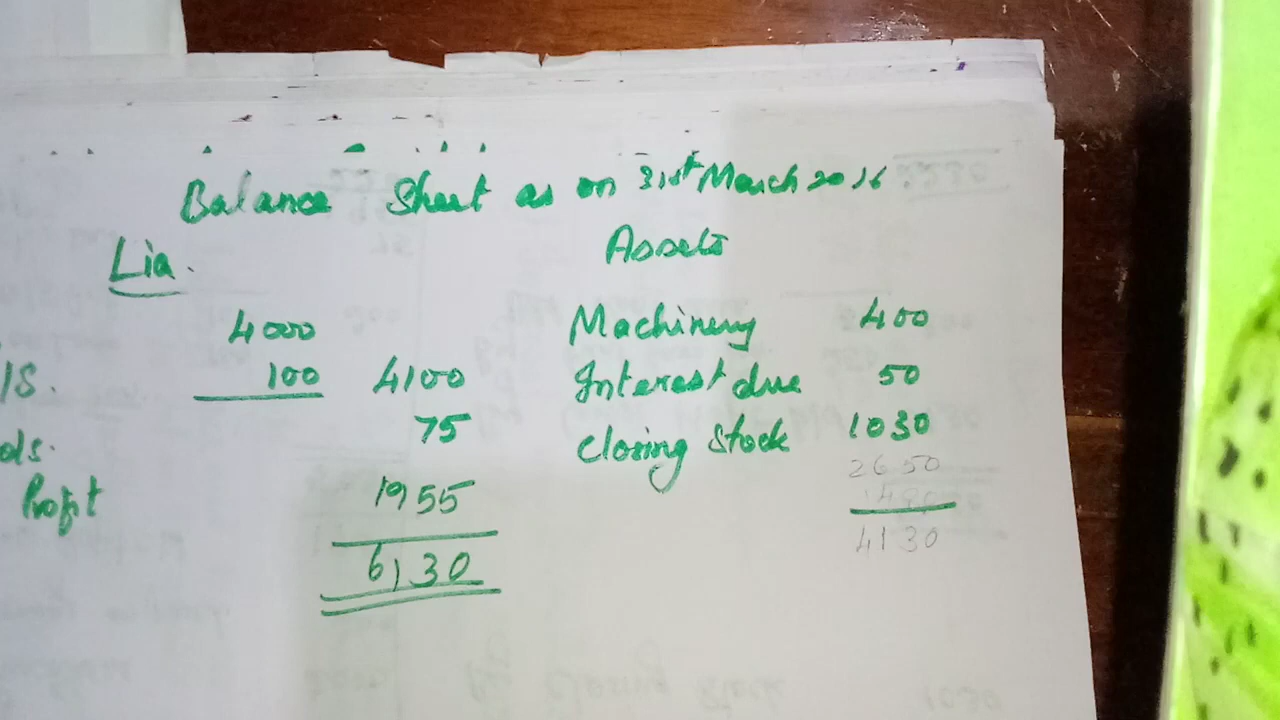 Balance Sheet as on 31st March 2016
Lia. Assets
4000 Machinery 400
/S. 100 4100 Interest due 50
ds. 75 Closing Stock 1030
2650
Profit 1955
6130 4130